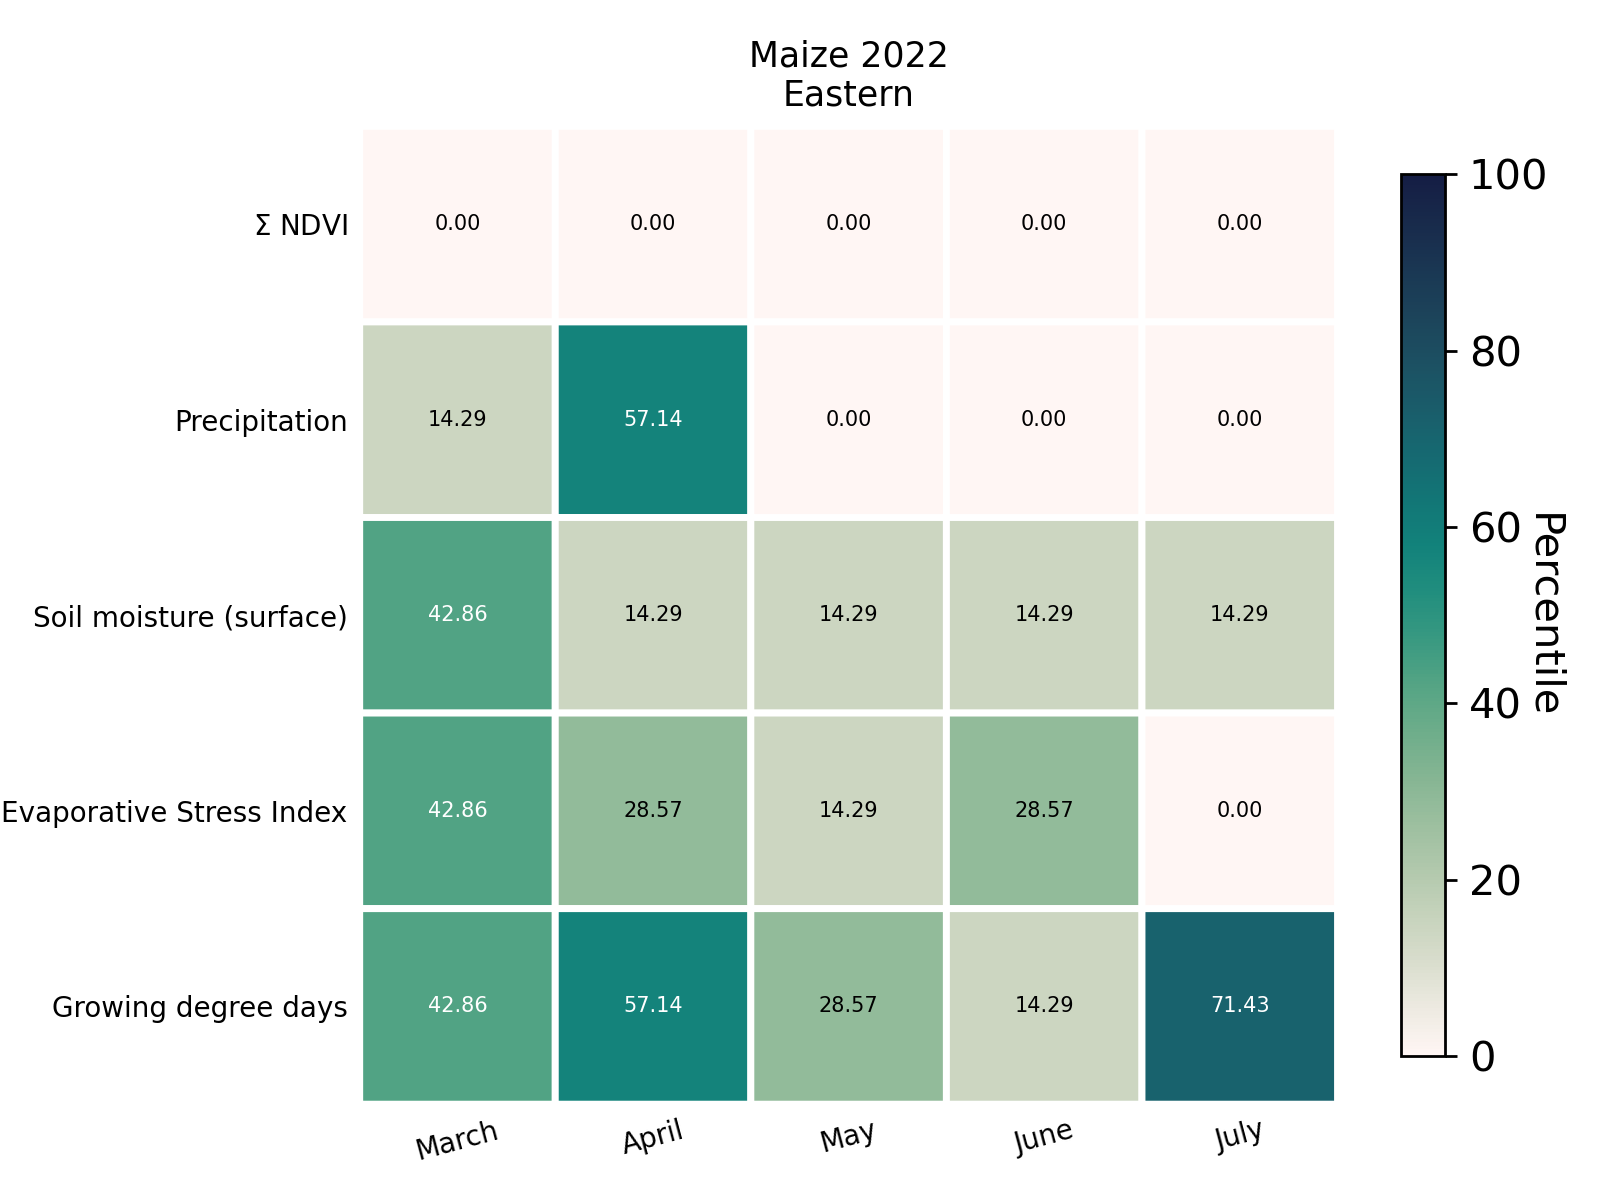 Maize 2022
Eastern
Σ NDVI 0.00 0.00 0.00 0.00 0.00
Precipitation 14.29 57.14 0.00 0.00 0.00
Soil moisture (surface) 42.86 14.29 14.29 14.29 14.29
Evaporative Stress Index 42.86 28.57 14.29 28.57 0.00
Growing degree days 42.86 57.14 28.57 14.29 71.43
March April May June July
100
80
60
40
20
0
Percentile